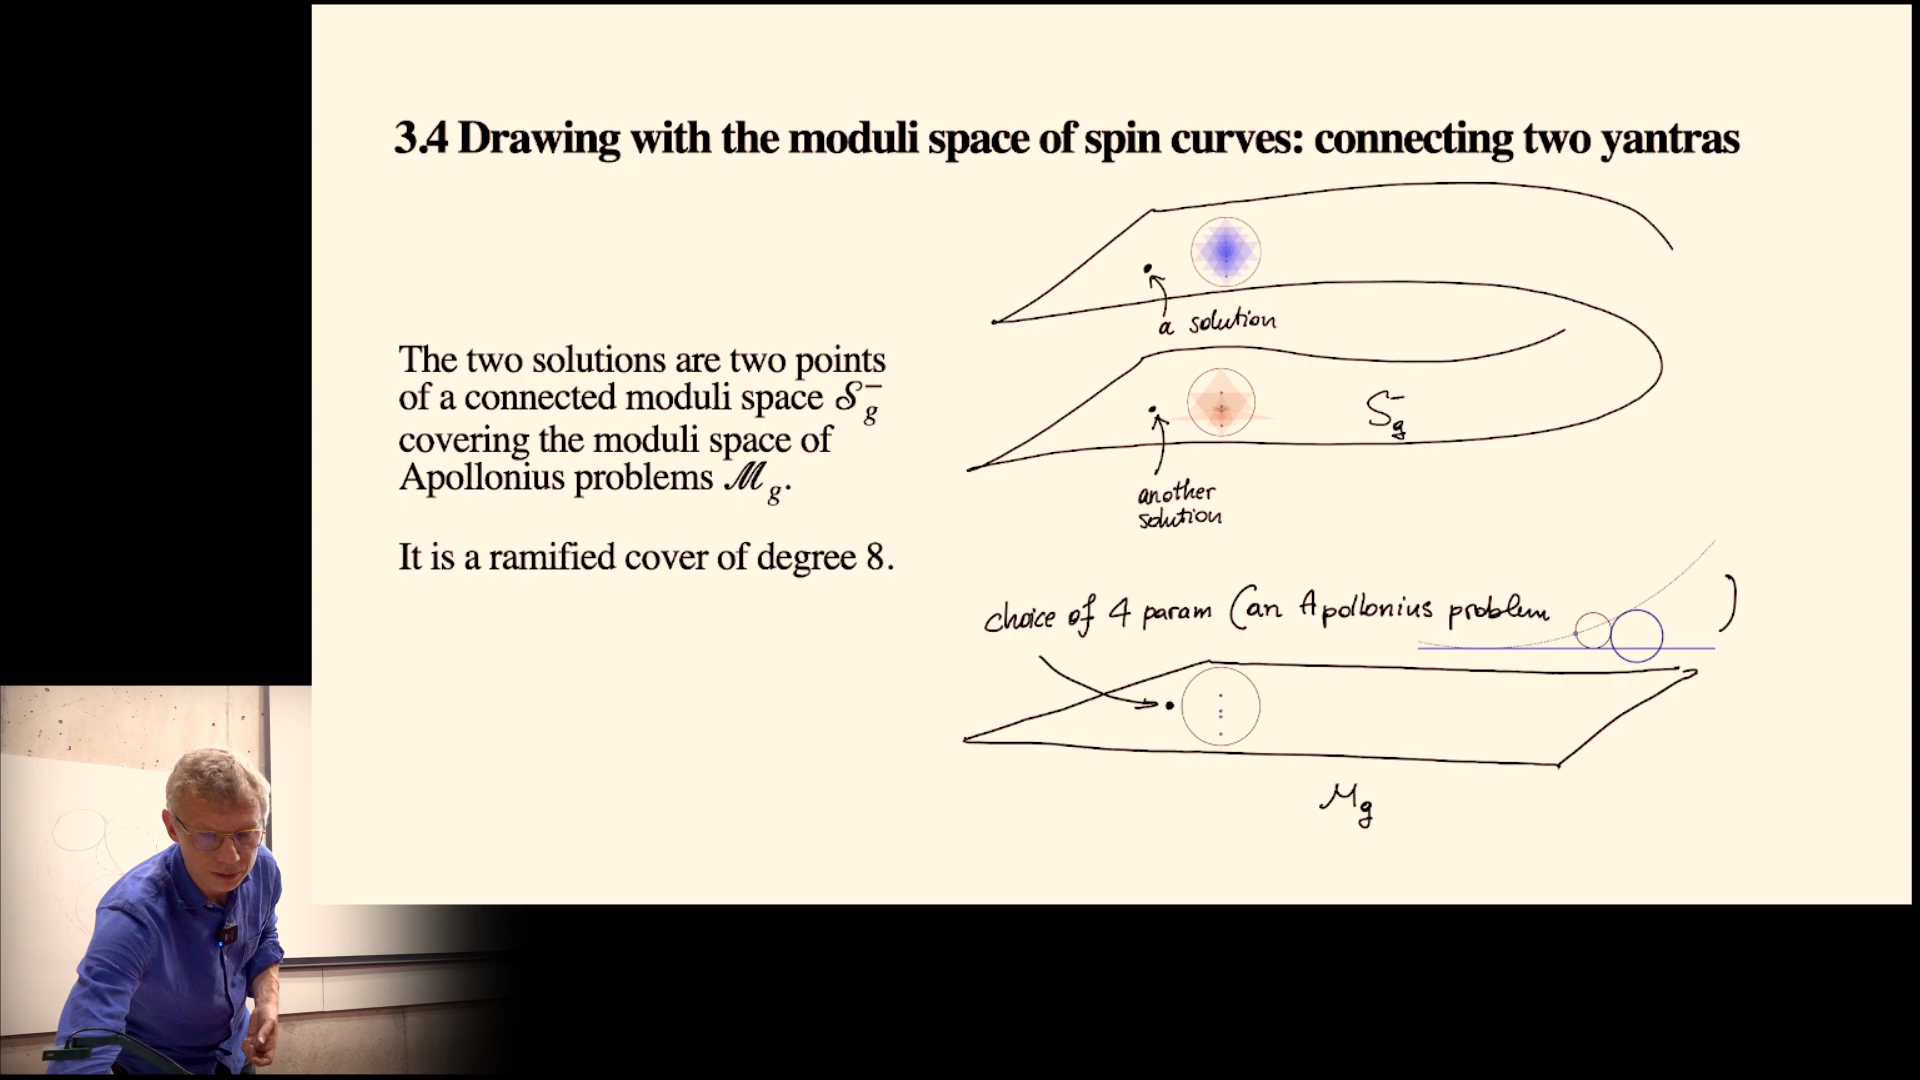 3.4 Drawing with the moduli space of spin curves: connecting two yantras
a solution
The two solutions are two points
of a connected moduli space 𝒮⁻g
covering the moduli space of
Apollonius problems ℳg.
It is a ramified cover of degree 8.
S⁻g
another
solution
choice of 4 param (an Apollonius problem )
Mg